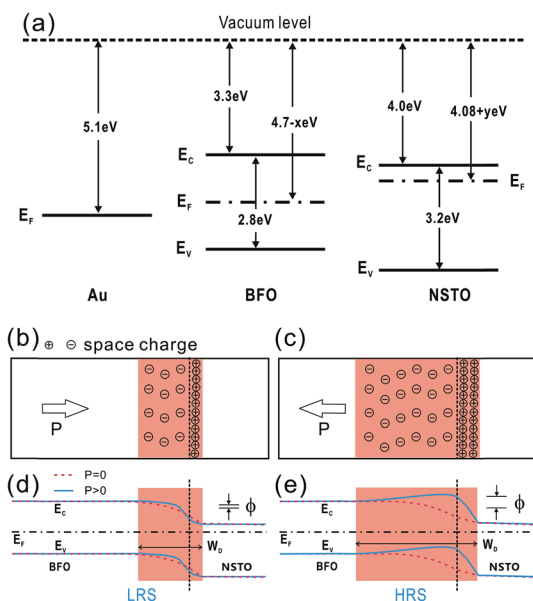 (a)
Vacuum level
5.1eV
3.3eV
4.7-xeV
4.0eV
4.08+yeV
E_C
E_C
E_F
E_F
E_F
2.8eV
3.2eV
E_V
E_V
Au
BFO
NSTO
(b)
⊕ ⊖ space charge
(c)
P
P
(d)
P=0
P>0
(e)
E_C
ϕ
E_C
ϕ
E_F
E_V
W_D
E_F
E_V
W_D
BFO
NSTO
BFO
NSTO
LRS
HRS